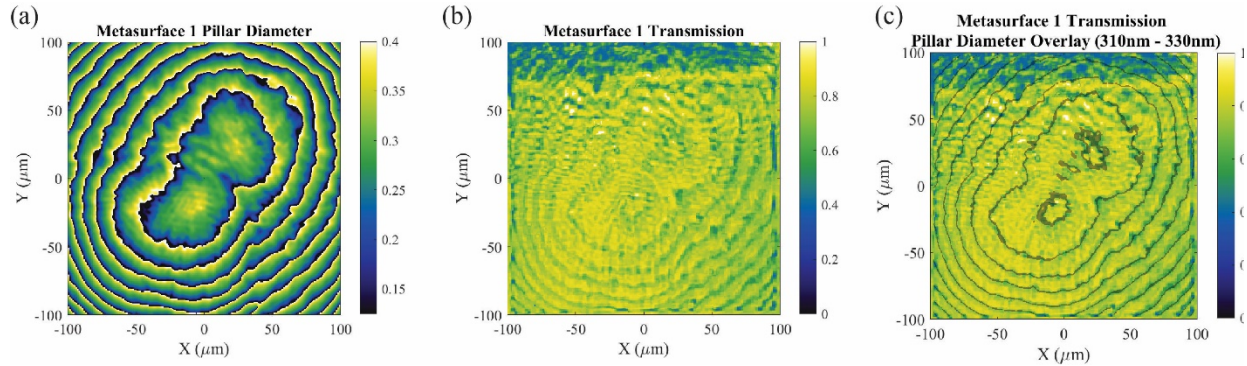 (a)
Metasurface 1 Pillar Diameter
100
50
0
-50
-100
Y (μm)
-100 -50 0 50 100
X (μm)
0.4
0.35
0.3
0.25
0.2
0.15
(b)
Metasurface 1 Transmission
100
50
0
-50
-100
Y (μm)
-100 -50 0 50 100
X (μm)
1
0.8
0.6
0.4
0.2
0
(c)
Metasurface 1 Transmission
Pillar Diameter Overlay (310nm - 330nm)
100
50
0
-50
-100
Y (μm)
-100 -50 0 50 100
X (μm)